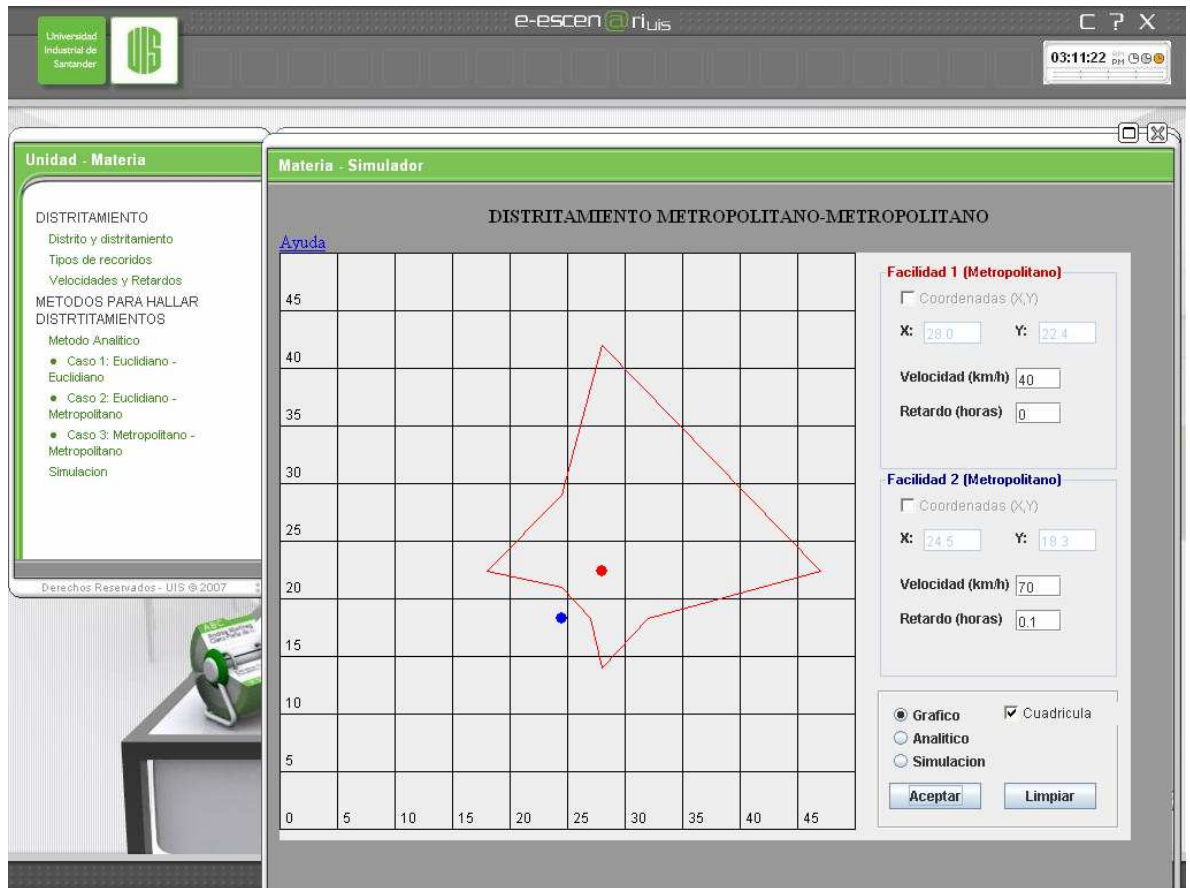 Universidad
Industrial de
Santander
UIS
e-escen@riuis
C ? X
03:11:22 PM
Unidad - Materia
DISTRITAMIENTO
Distrito y distritamiento
Tipos de recoridos
Velocidades y Retardos
METODOS PARA HALLAR
DISTRTITAMIENTOS
Metodo Analitico
Caso 1: Euclidiano -
Euclidiano
Caso 2: Euclidiano -
Metropolitano
Caso 3: Metropolitano -
Metropolitano
Simulacion
Derechos Reservados - UIS @ 2007
Materia - Simulador
DISTRITAMIENTO METROPOLITANO-METROPOLITANO
Ayuda
45
40
35
30
25
20
15
10
5
0 5 10 15 20 25 30 35 40 45
Facilidad 1 (Metropolitano)
Coordenadas (X,Y)
X: 28.0 Y: 22.4
Velocidad (km/h) 40
Retardo (horas) 0
Facilidad 2 (Metropolitano)
Coordenadas (X,Y)
X: 24.5 Y: 18.3
Velocidad (km/h) 70
Retardo (horas) 0.1
Grafico Cuadricula
Analitico
Simulacion
Aceptar Limpiar